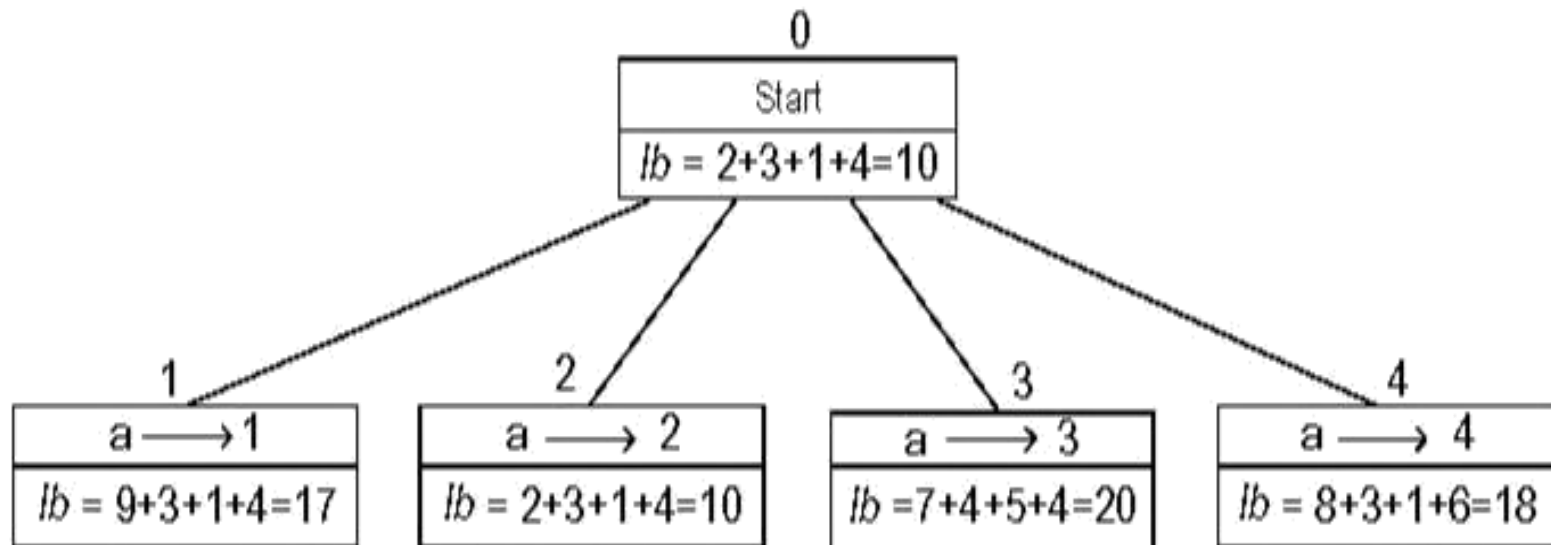 0
Start
lb = 2+3+1+4=10
1
2
3
4
a ⟶ 1
a ⟶ 2
a ⟶ 3
a ⟶ 4
lb = 9+3+1+4=17
lb = 2+3+1+4=10
lb =7+4+5+4=20
lb = 8+3+1+6=18